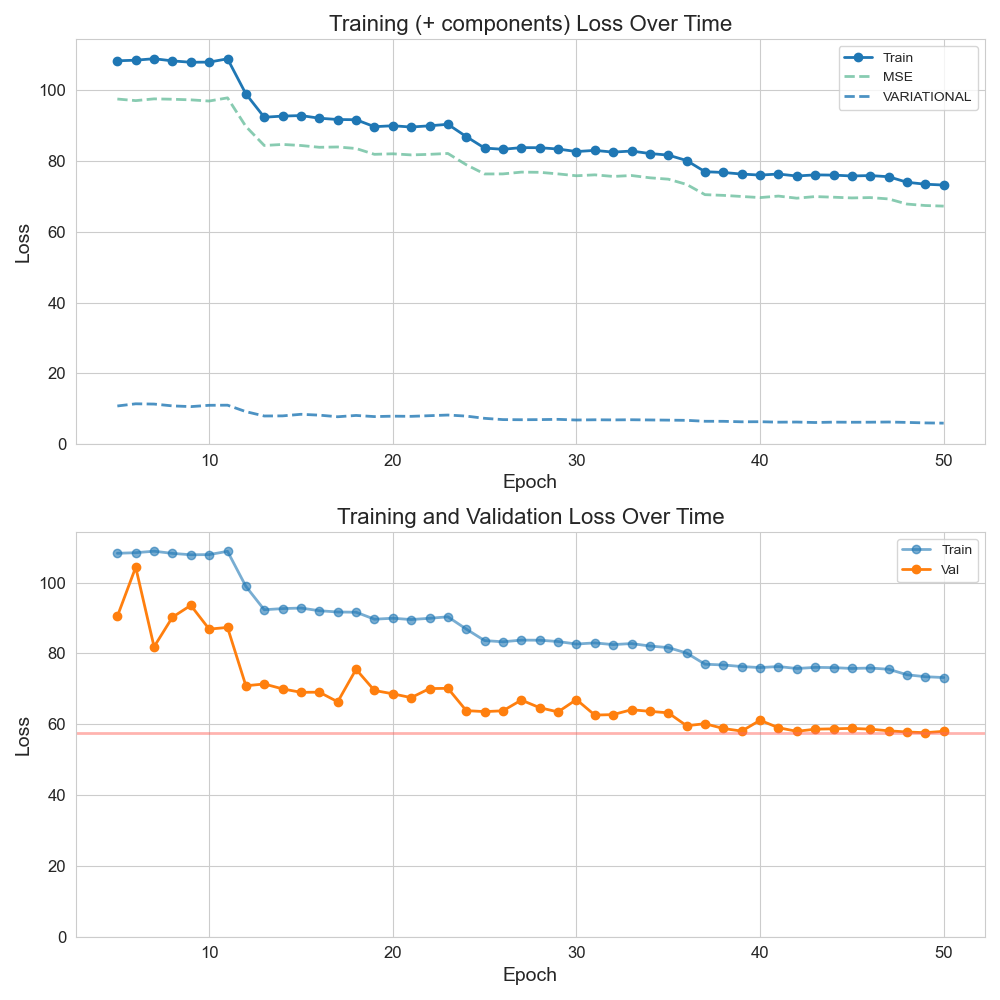 Training (+ components) Loss Over Time
Train
MSE
VARIATIONAL
100
80
60
40
20
0
Loss
10 20 30 40 50
Epoch
Training and Validation Loss Over Time
Train
Val
100
80
60
40
20
0
Loss
10 20 30 40 50
Epoch